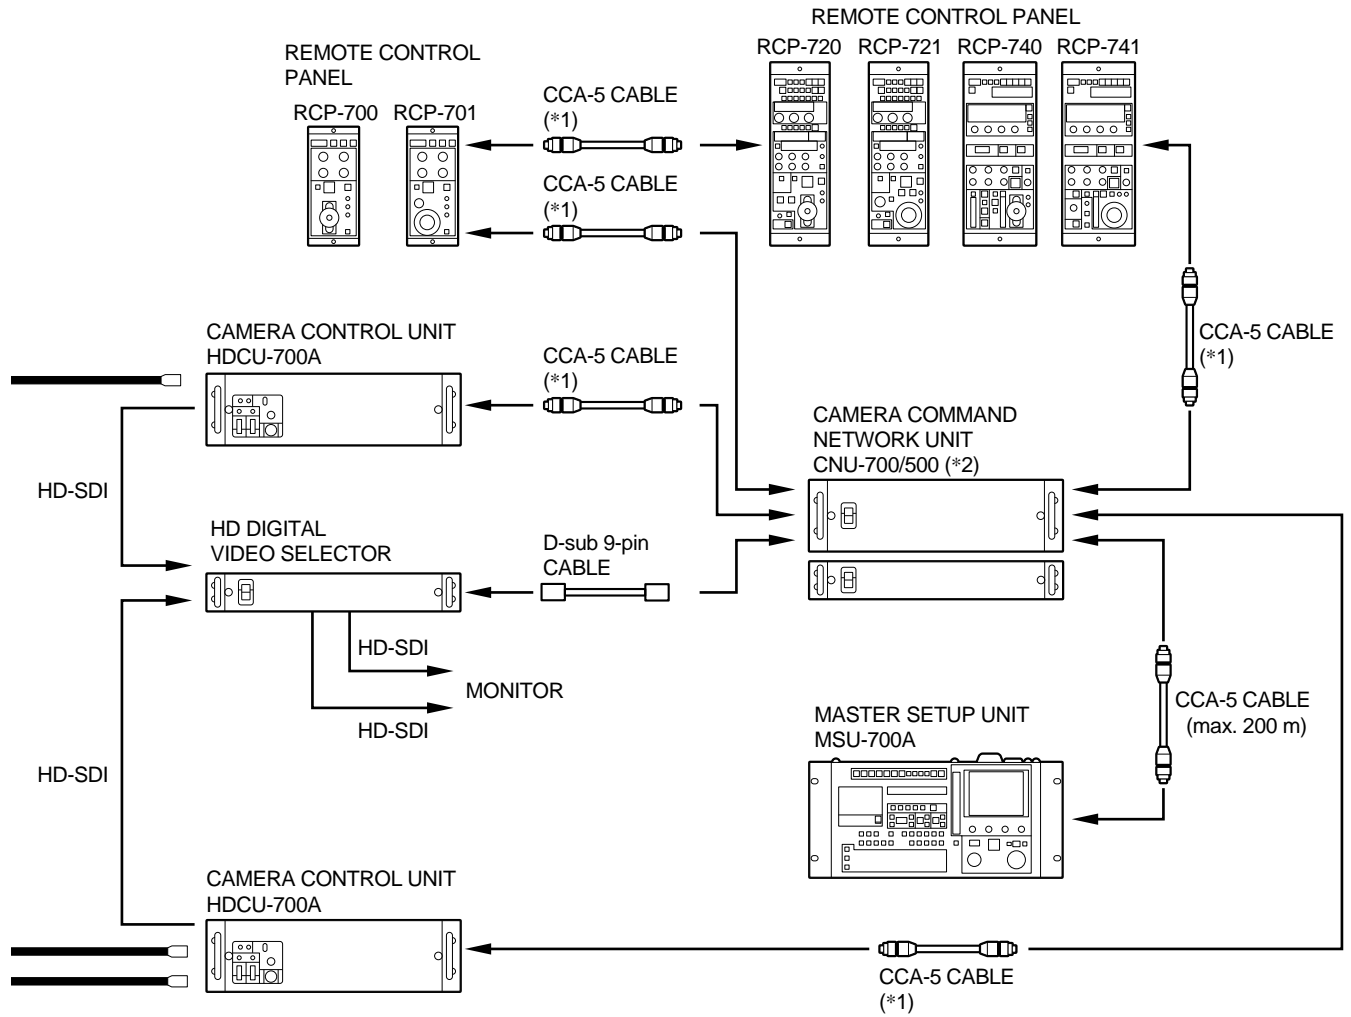 REMOTE CONTROL PANEL
RCP-720 RCP-721 RCP-740 RCP-741
REMOTE CONTROL
PANEL
RCP-700 RCP-701
CCA-5 CABLE
(*1)
CCA-5 CABLE
(*1)
CAMERA CONTROL UNIT
HDCU-700A
CCA-5 CABLE
(*1)
CCA-5 CABLE
(*1)
CAMERA COMMAND
NETWORK UNIT
CNU-700/500 (*2)
HD-SDI
HD DIGITAL
VIDEO SELECTOR
D-sub 9-pin
CABLE
HD-SDI
MONITOR
HD-SDI
MASTER SETUP UNIT
MSU-700A
CCA-5 CABLE
(max. 200 m)
HD-SDI
CAMERA CONTROL UNIT
HDCU-700A
CCA-5 CABLE
(*1)